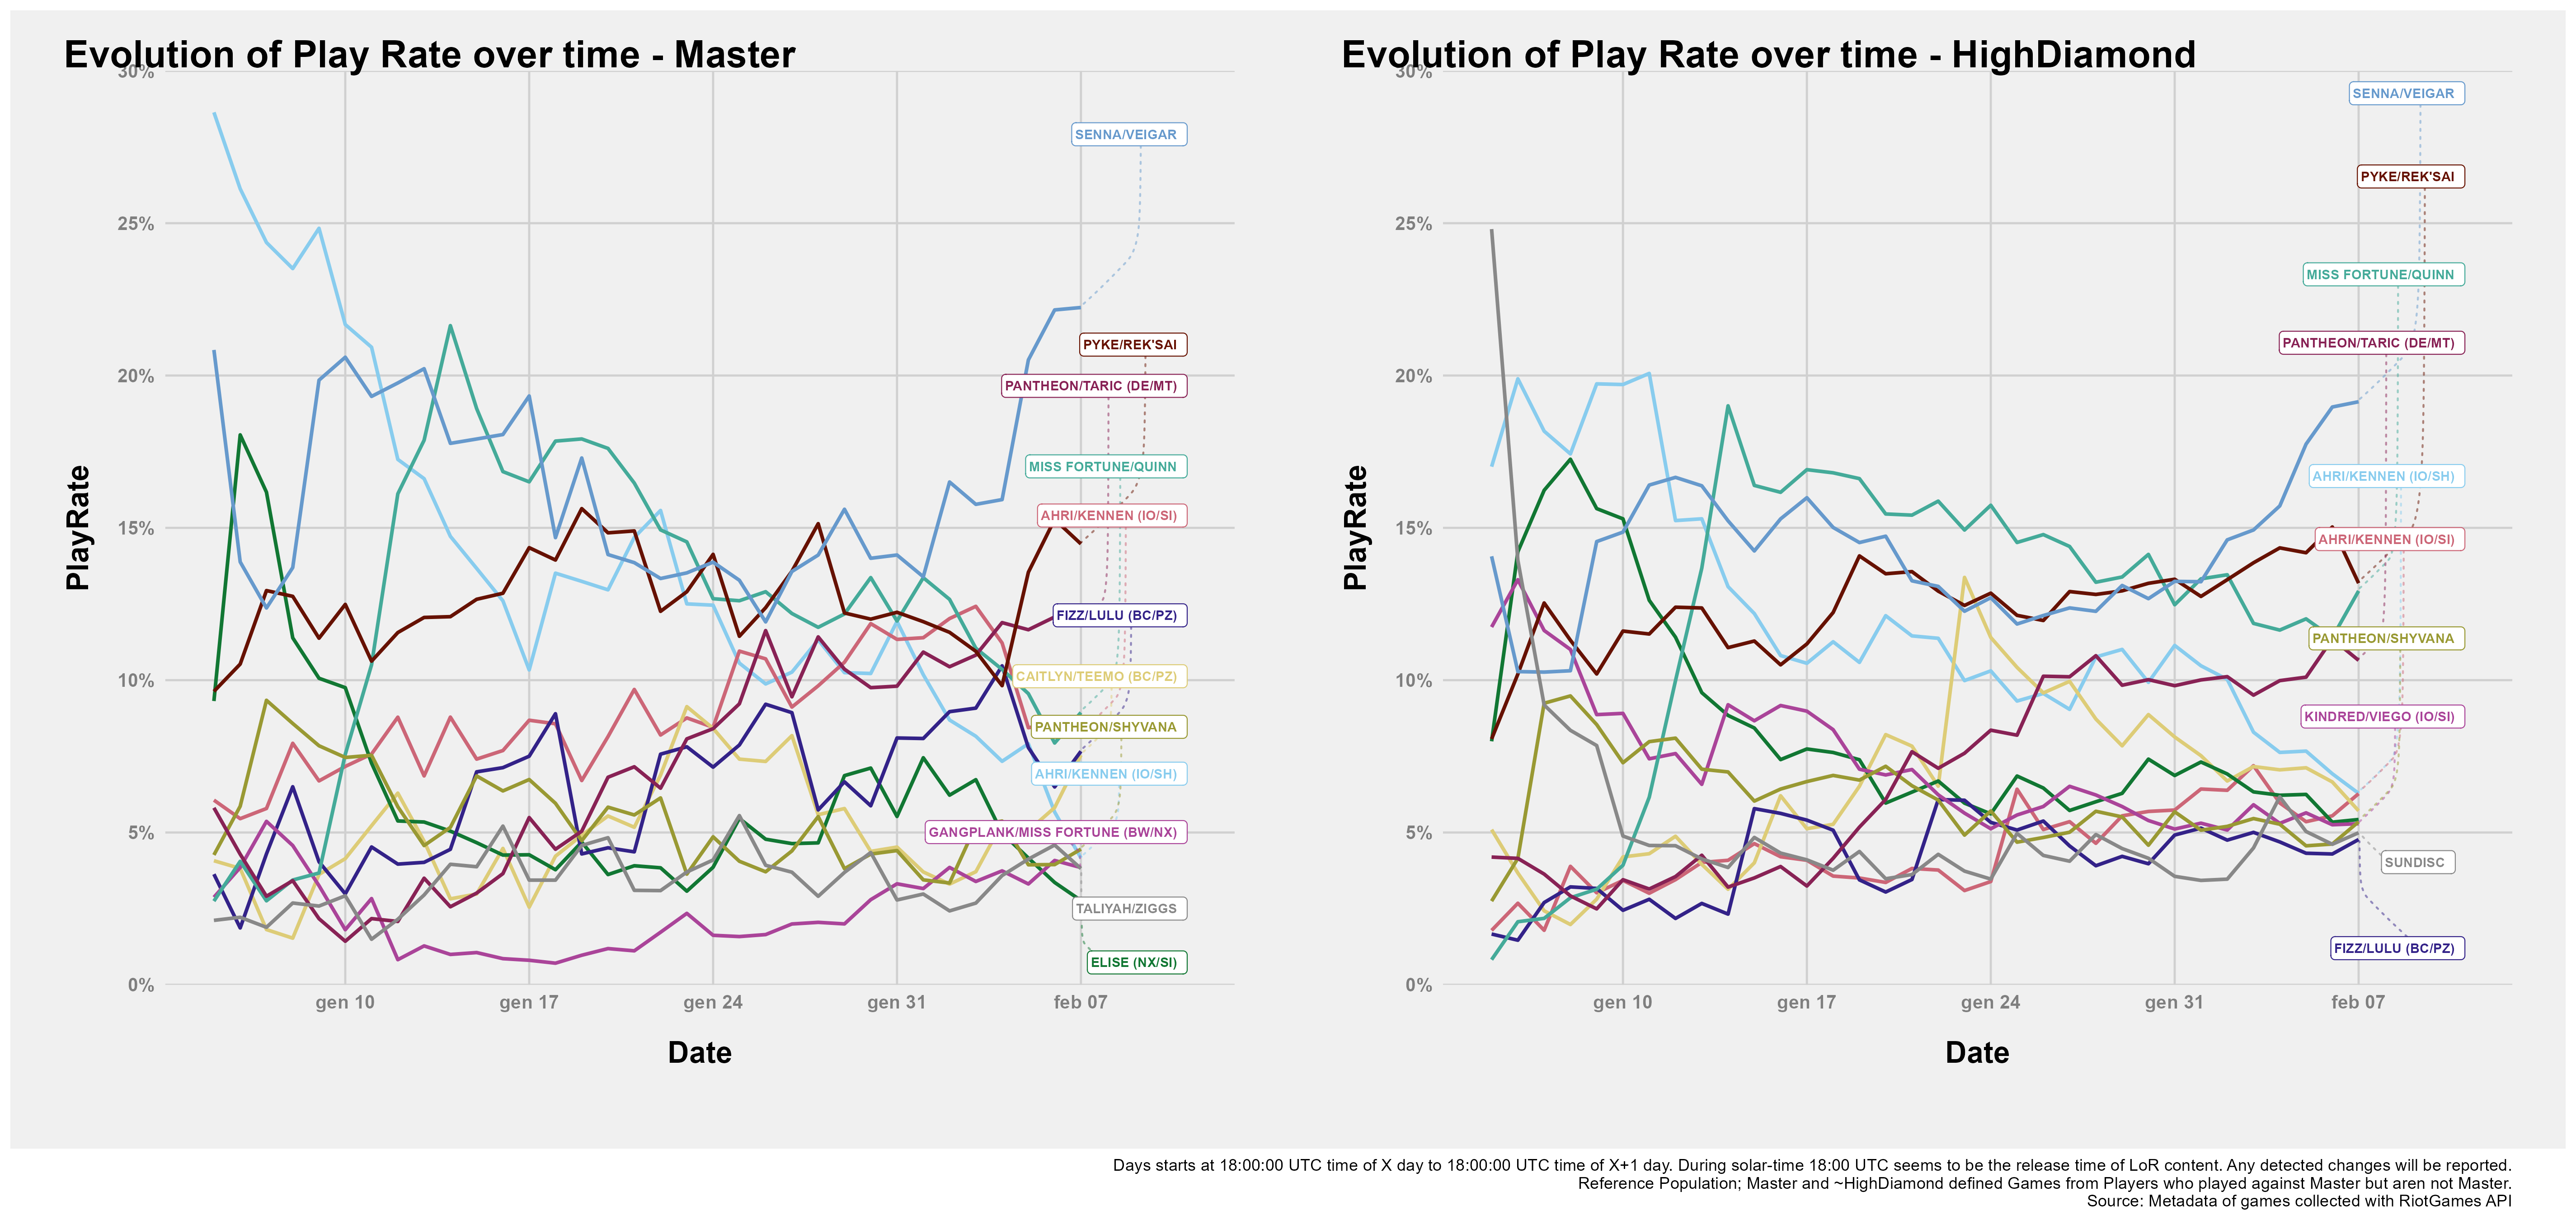 Evolution of Play Rate over time - Master
30%
25%
20%
15%
10%
5%
0%
PlayRate
SENNA/VEIGAR
PYKE/REK'SAI
PANTHEON/TARIC (DE/MT)
MISS FORTUNE/QUINN
AHRI/KENNEN (IO/SI)
FIZZ/LULU (BC/PZ)
CAITLYN/TEEMO (BC/PZ)
PANTHEON/SHYVANA
AHRI/KENNEN (IO/SH)
GANGPLANK/MISS FORTUNE (BW/NX)
TALIYAH/ZIGGS
ELISE (NX/SI)
gen 10
gen 17
gen 24
gen 31
feb 07
Date
Evolution of Play Rate over time - HighDiamond
30%
25%
20%
15%
10%
5%
0%
PlayRate
SENNA/VEIGAR
PYKE/REK'SAI
MISS FORTUNE/QUINN
PANTHEON/TARIC (DE/MT)
AHRI/KENNEN (IO/SH)
AHRI/KENNEN (IO/SI)
PANTHEON/SHYVANA
KINDRED/VIEGO (IO/SI)
SUNDISC
FIZZ/LULU (BC/PZ)
gen 10
gen 17
gen 24
gen 31
feb 07
Date
Days starts at 18:00:00 UTC time of X day to 18:00:00 UTC time of X+1 day. During solar-time 18:00 UTC seems to be the release time of LoR content. Any detected changes will be reported.
Reference Population; Master and ~HighDiamond defined Games from Players who played against Master but aren not Master.
Source: Metadata of games collected with RiotGames API